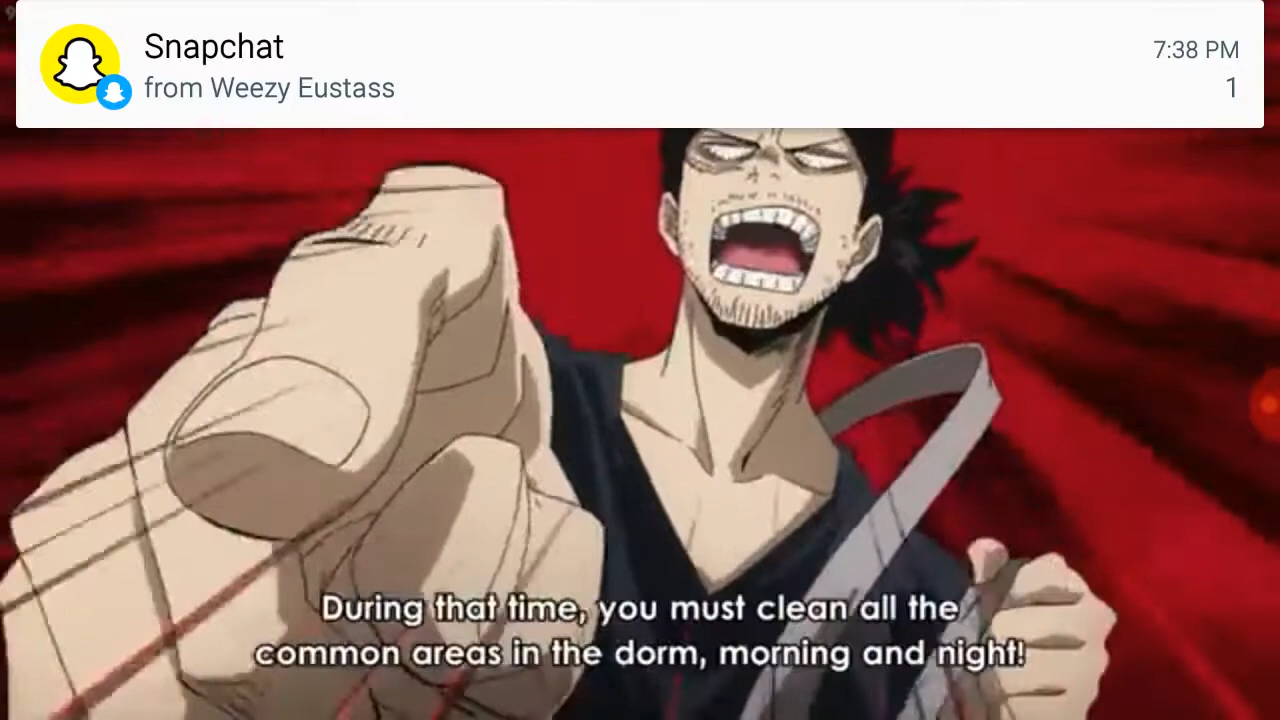 Snapchat
7:38 PM
from Weezy Eustass
1
During that time, you must clean all the
common areas in the dorm, morning and night!